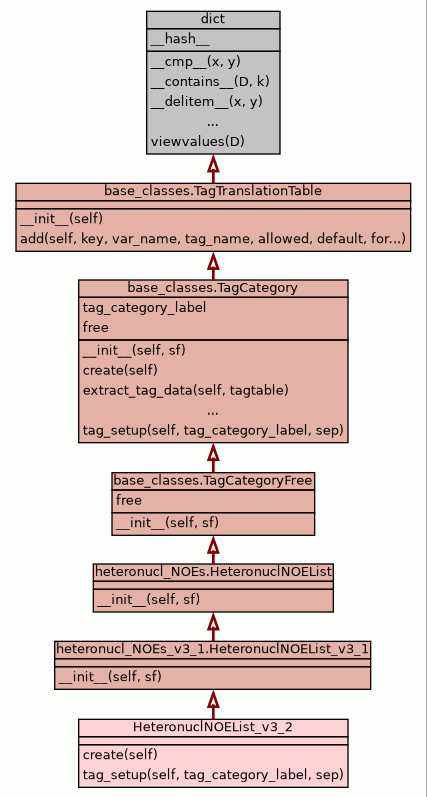 dict
__hash__
__cmp__(x, y)
__contains__(D, k)
__delitem__(x, y)
...
viewvalues(D)
base_classes.TagTranslationTable
__init__(self)
add(self, key, var_name, tag_name, allowed, default, for...)
base_classes.TagCategory
tag_category_label
free
__init__(self, sf)
create(self)
extract_tag_data(self, tagtable)
...
tag_setup(self, tag_category_label, sep)
base_classes.TagCategoryFree
free
__init__(self, sf)
heteronucl_NOEs.HeteronuclNOEList
__init__(self, sf)
heteronucl_NOEs_v3_1.HeteronuclNOEList_v3_1
__init__(self, sf)
HeteronuclNOEList_v3_2
create(self)
tag_setup(self, tag_category_label, sep)